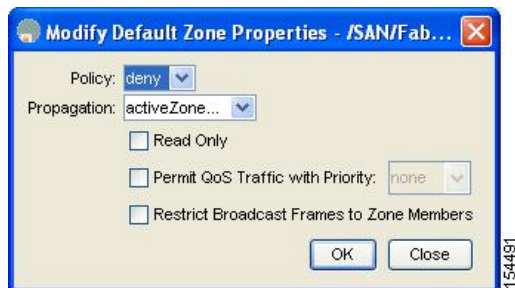 Modify Default Zone Properties - /SAN/Fab...
Policy: deny
Propagation: activeZone...
Read Only
Permit QoS Traffic with Priority: none
Restrict Broadcast Frames to Zone Members
OK Close
154491